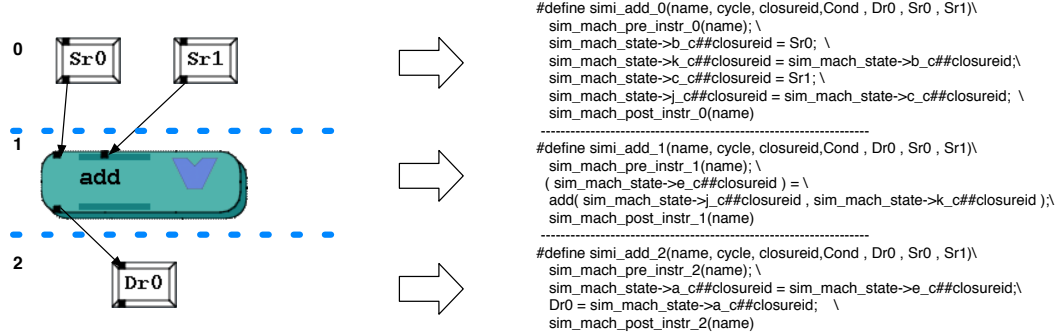 0
Sr0
Sr1
1
add
2
Dr0
#define simi_add_0(name, cycle, closureid,Cond , Dr0 , Sr0 , Sr1)\
sim_mach_pre_instr_0(name); \
sim_mach_state->b_c##closureid = Sr0; \
sim_mach_state->k_c##closureid = sim_mach_state->b_c##closureid;\
sim_mach_state->c_c##closureid = Sr1; \
sim_mach_state->j_c##closureid = sim_mach_state->c_c##closureid; \
sim_mach_post_instr_0(name)
------------------------------------------------------------------
#define simi_add_1(name, cycle, closureid,Cond , Dr0 , Sr0 , Sr1)\
sim_mach_pre_instr_1(name); \
( sim_mach_state->e_c##closureid ) = \
add( sim_mach_state->j_c##closureid , sim_mach_state->k_c##closureid );\
sim_mach_post_instr_1(name)
------------------------------------------------------------------
#define simi_add_2(name, cycle, closureid,Cond , Dr0 , Sr0 , Sr1)\
sim_mach_pre_instr_2(name); \
sim_mach_state->a_c##closureid = sim_mach_state->e_c##closureid;\
Dr0 = sim_mach_state->a_c##closureid; \
sim_mach_post_instr_2(name)